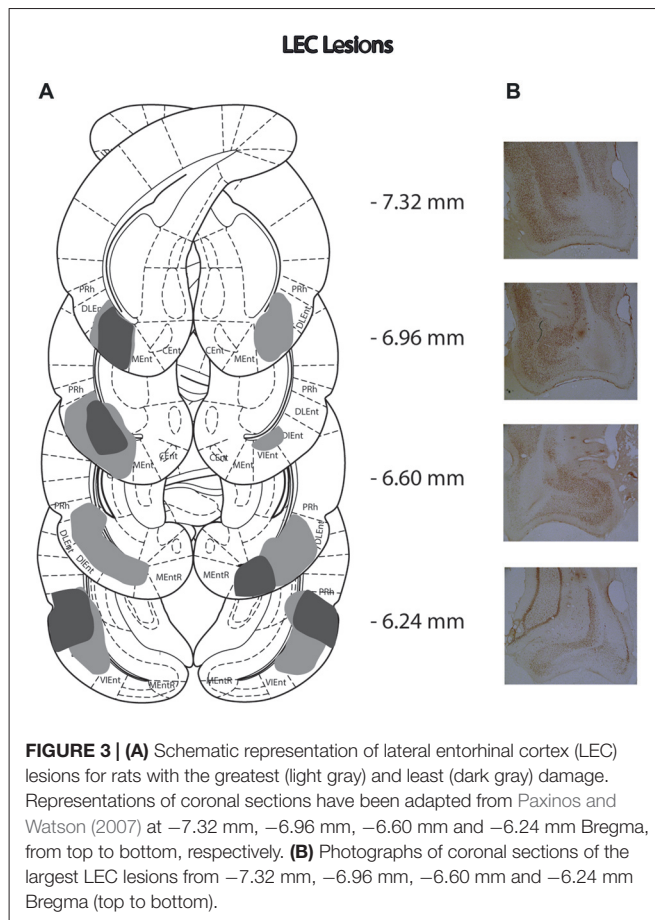 LEC Lesions
A
B
- 7.32 mm
PRh
PRh
DLEnt
MEnt
CEnt
CEnt
MEnt
- 6.96 mm
PRh
PRh
DLEnt
DIEnt
MEnt
CEnt
CEnt
MEnt
VIEnt
- 6.60 mm
PRh
PRh
DLEnt
DLEnt
DIEnt
MEntR
MEntR
- 6.24 mm
PRh
VIEnt
MEntR
MEntR
VIEnt
FIGURE 3 | (A) Schematic representation of lateral entorhinal cortex (LEC)
lesions for rats with the greatest (light gray) and least (dark gray) damage.
Representations of coronal sections have been adapted from Paxinos and
Watson (2007) at −7.32 mm, −6.96 mm, −6.60 mm and −6.24 mm Bregma,
from top to bottom, respectively. (B) Photographs of coronal sections of the
largest LEC lesions from −7.32 mm, −6.96 mm, −6.60 mm and −6.24 mm
Bregma (top to bottom).